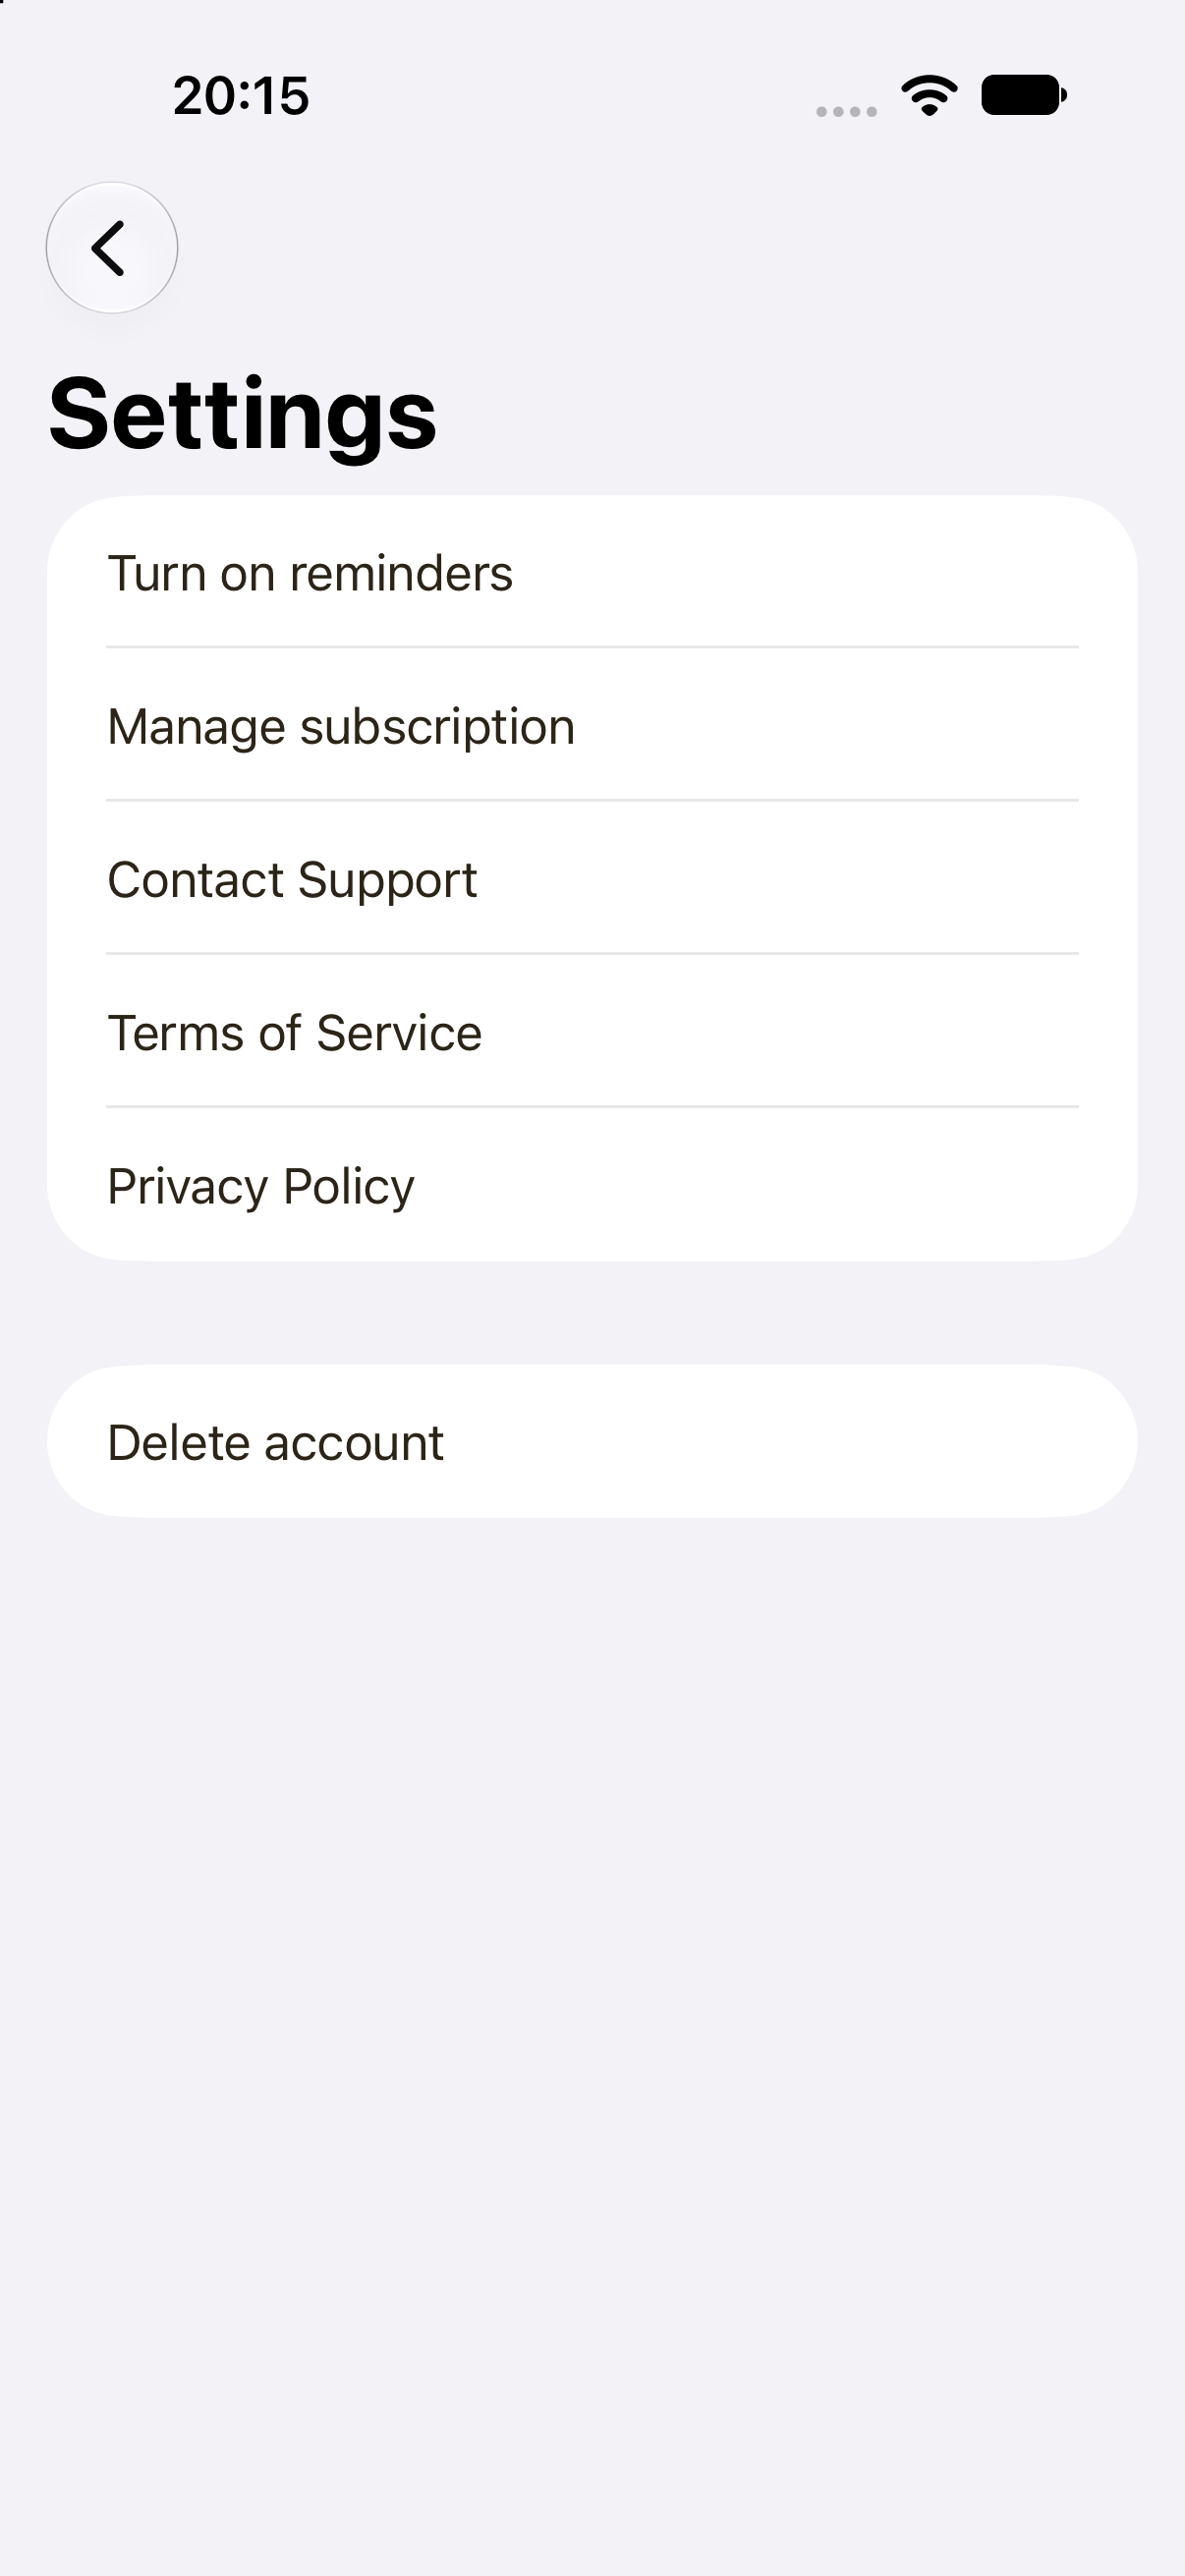 20:15
Settings
Turn on reminders
Manage subscription
Contact Support
Terms of Service
Privacy Policy
Delete account